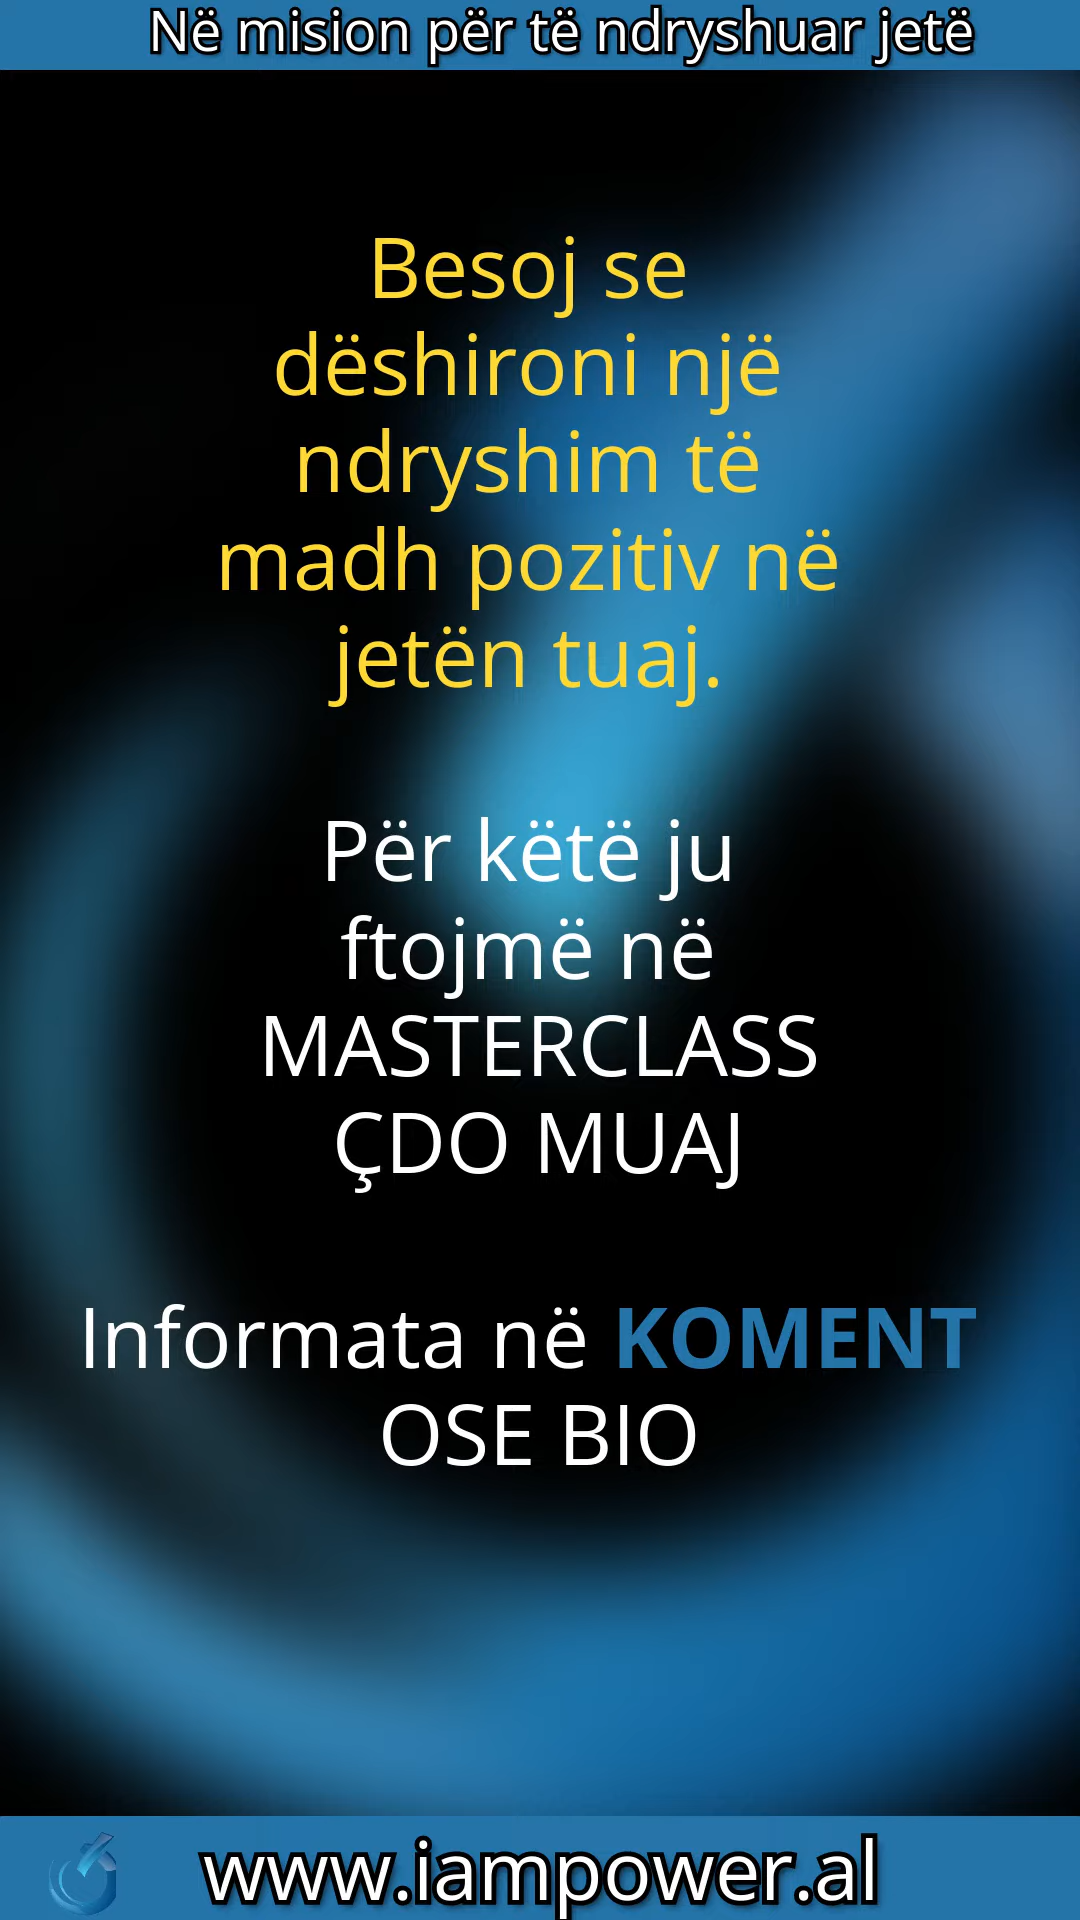 Në mision për të ndryshuar jetë
Besoj se
dëshironi një
ndryshim të
madh pozitiv në
jetën tuaj.
Për këtë ju
ftojmë në
MASTERCLASS
ÇDO MUAJ
Informata në KOMENT
OSE BIO
www.iampower.al